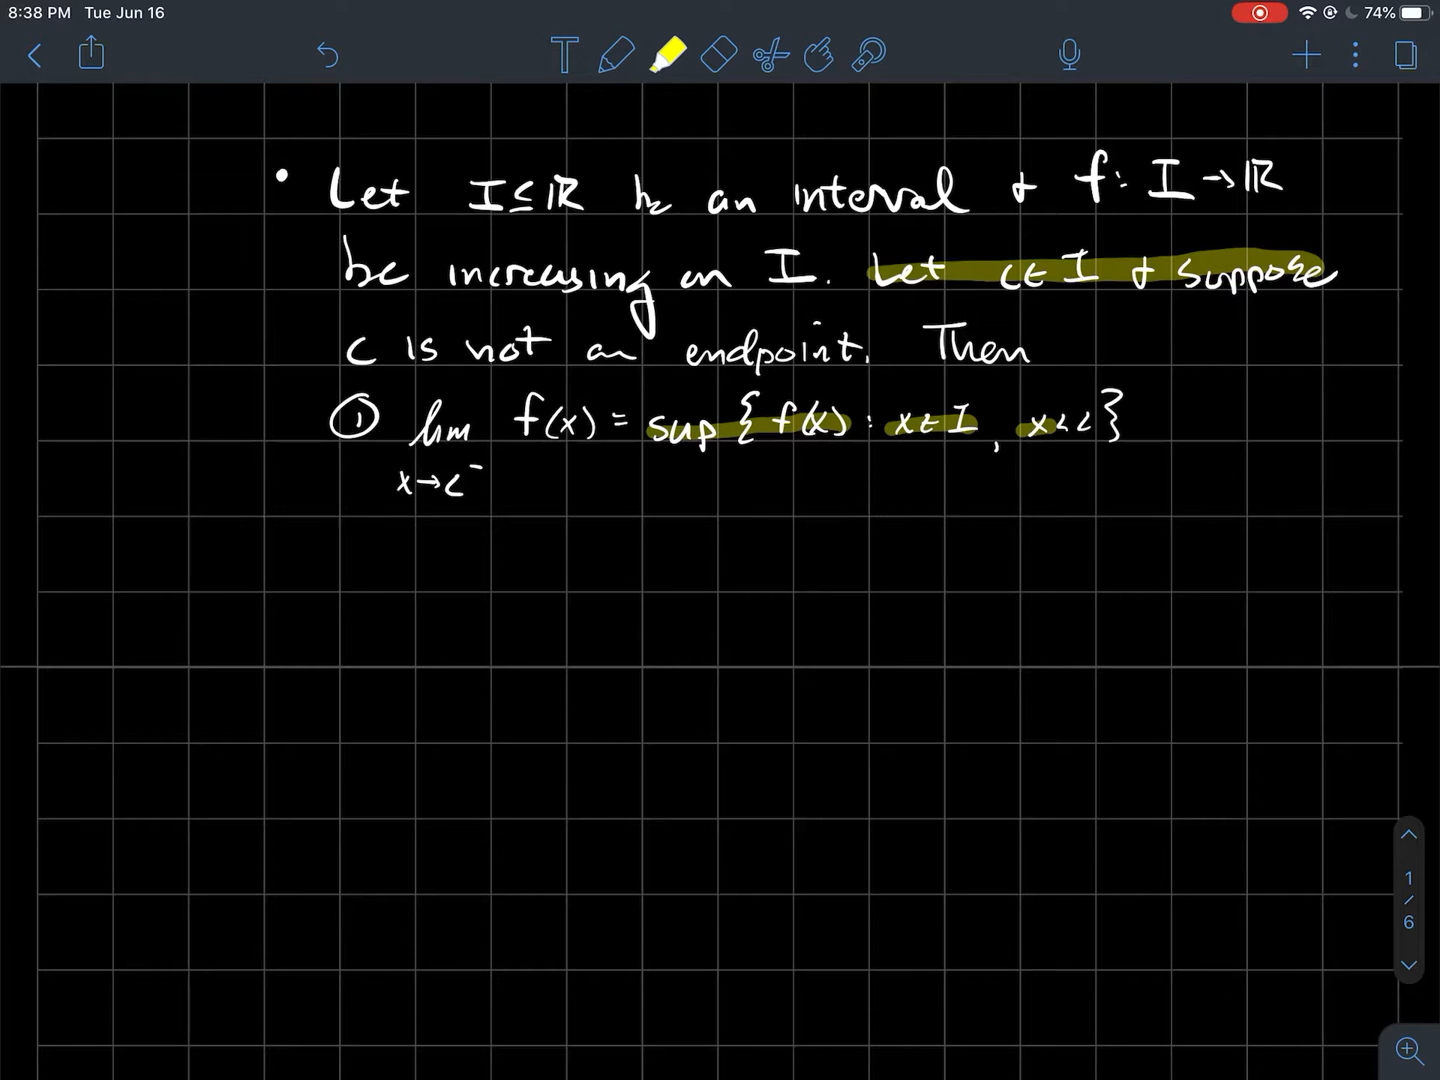 8:38 PM Tue Jun 16 74%
• Let I ⊆ ℝ be an interval & f: I → ℝ
be increasing on I. Let c ∈ I & suppose
c is not an endpoint. Then
① lim f(x) = sup { f(x) : x ∈ I, x < c }
x → c⁻
1
/
6